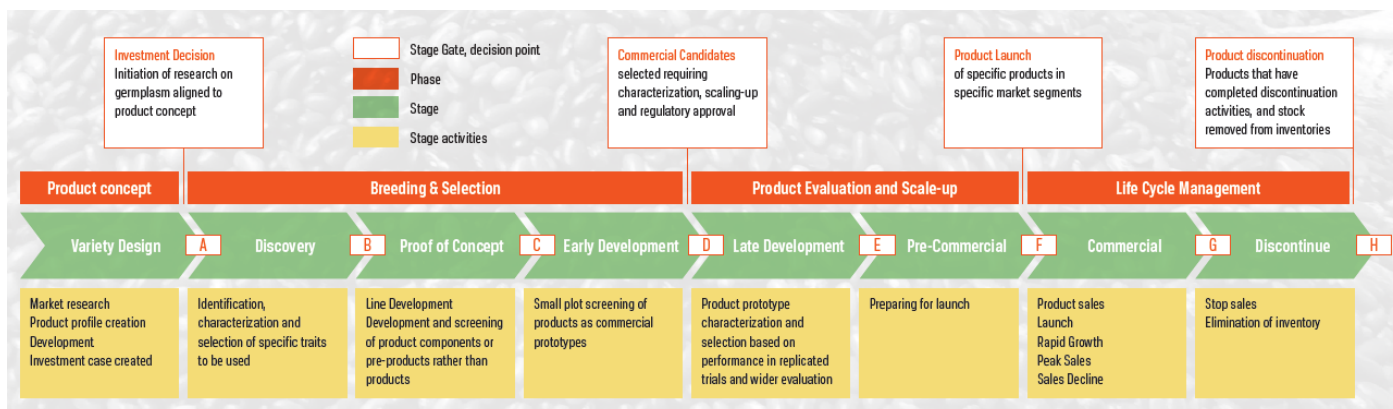 Investment Decision
Initiation of research on
germplasm aligned to
product concept
Stage Gate, decision point
Phase
Stage
Stage activities
Commercial Candidates
selected requiring
characterization, scaling-up
and regulatory approval
Product Launch
of specific products in
specific market segments
Product discontinuation
Products that have
completed discontinuation
activities, and stock
removed from inventories
Product concept
Breeding & Selection
Product Evaluation and Scale-up
Life Cycle Management
Variety Design
A
Discovery
B
Proof of Concept
C
Early Development
D
Late Development
E
Pre-Commercial
F
Commercial
G
Discontinue
H
Market research
Product profile creation
Development
Investment case created
Identification,
characterization and
selection of specific traits
to be used
Line Development
Development and screening
of product components or
pre-products rather than
products
Small plot screening of
products as commercial
prototypes
Product prototype
characterization and
selection based on
performance in replicated
trials and wider evaluation
Preparing for launch
Product sales
Launch
Rapid Growth
Peak Sales
Sales Decline
Stop sales
Elimination of inventory